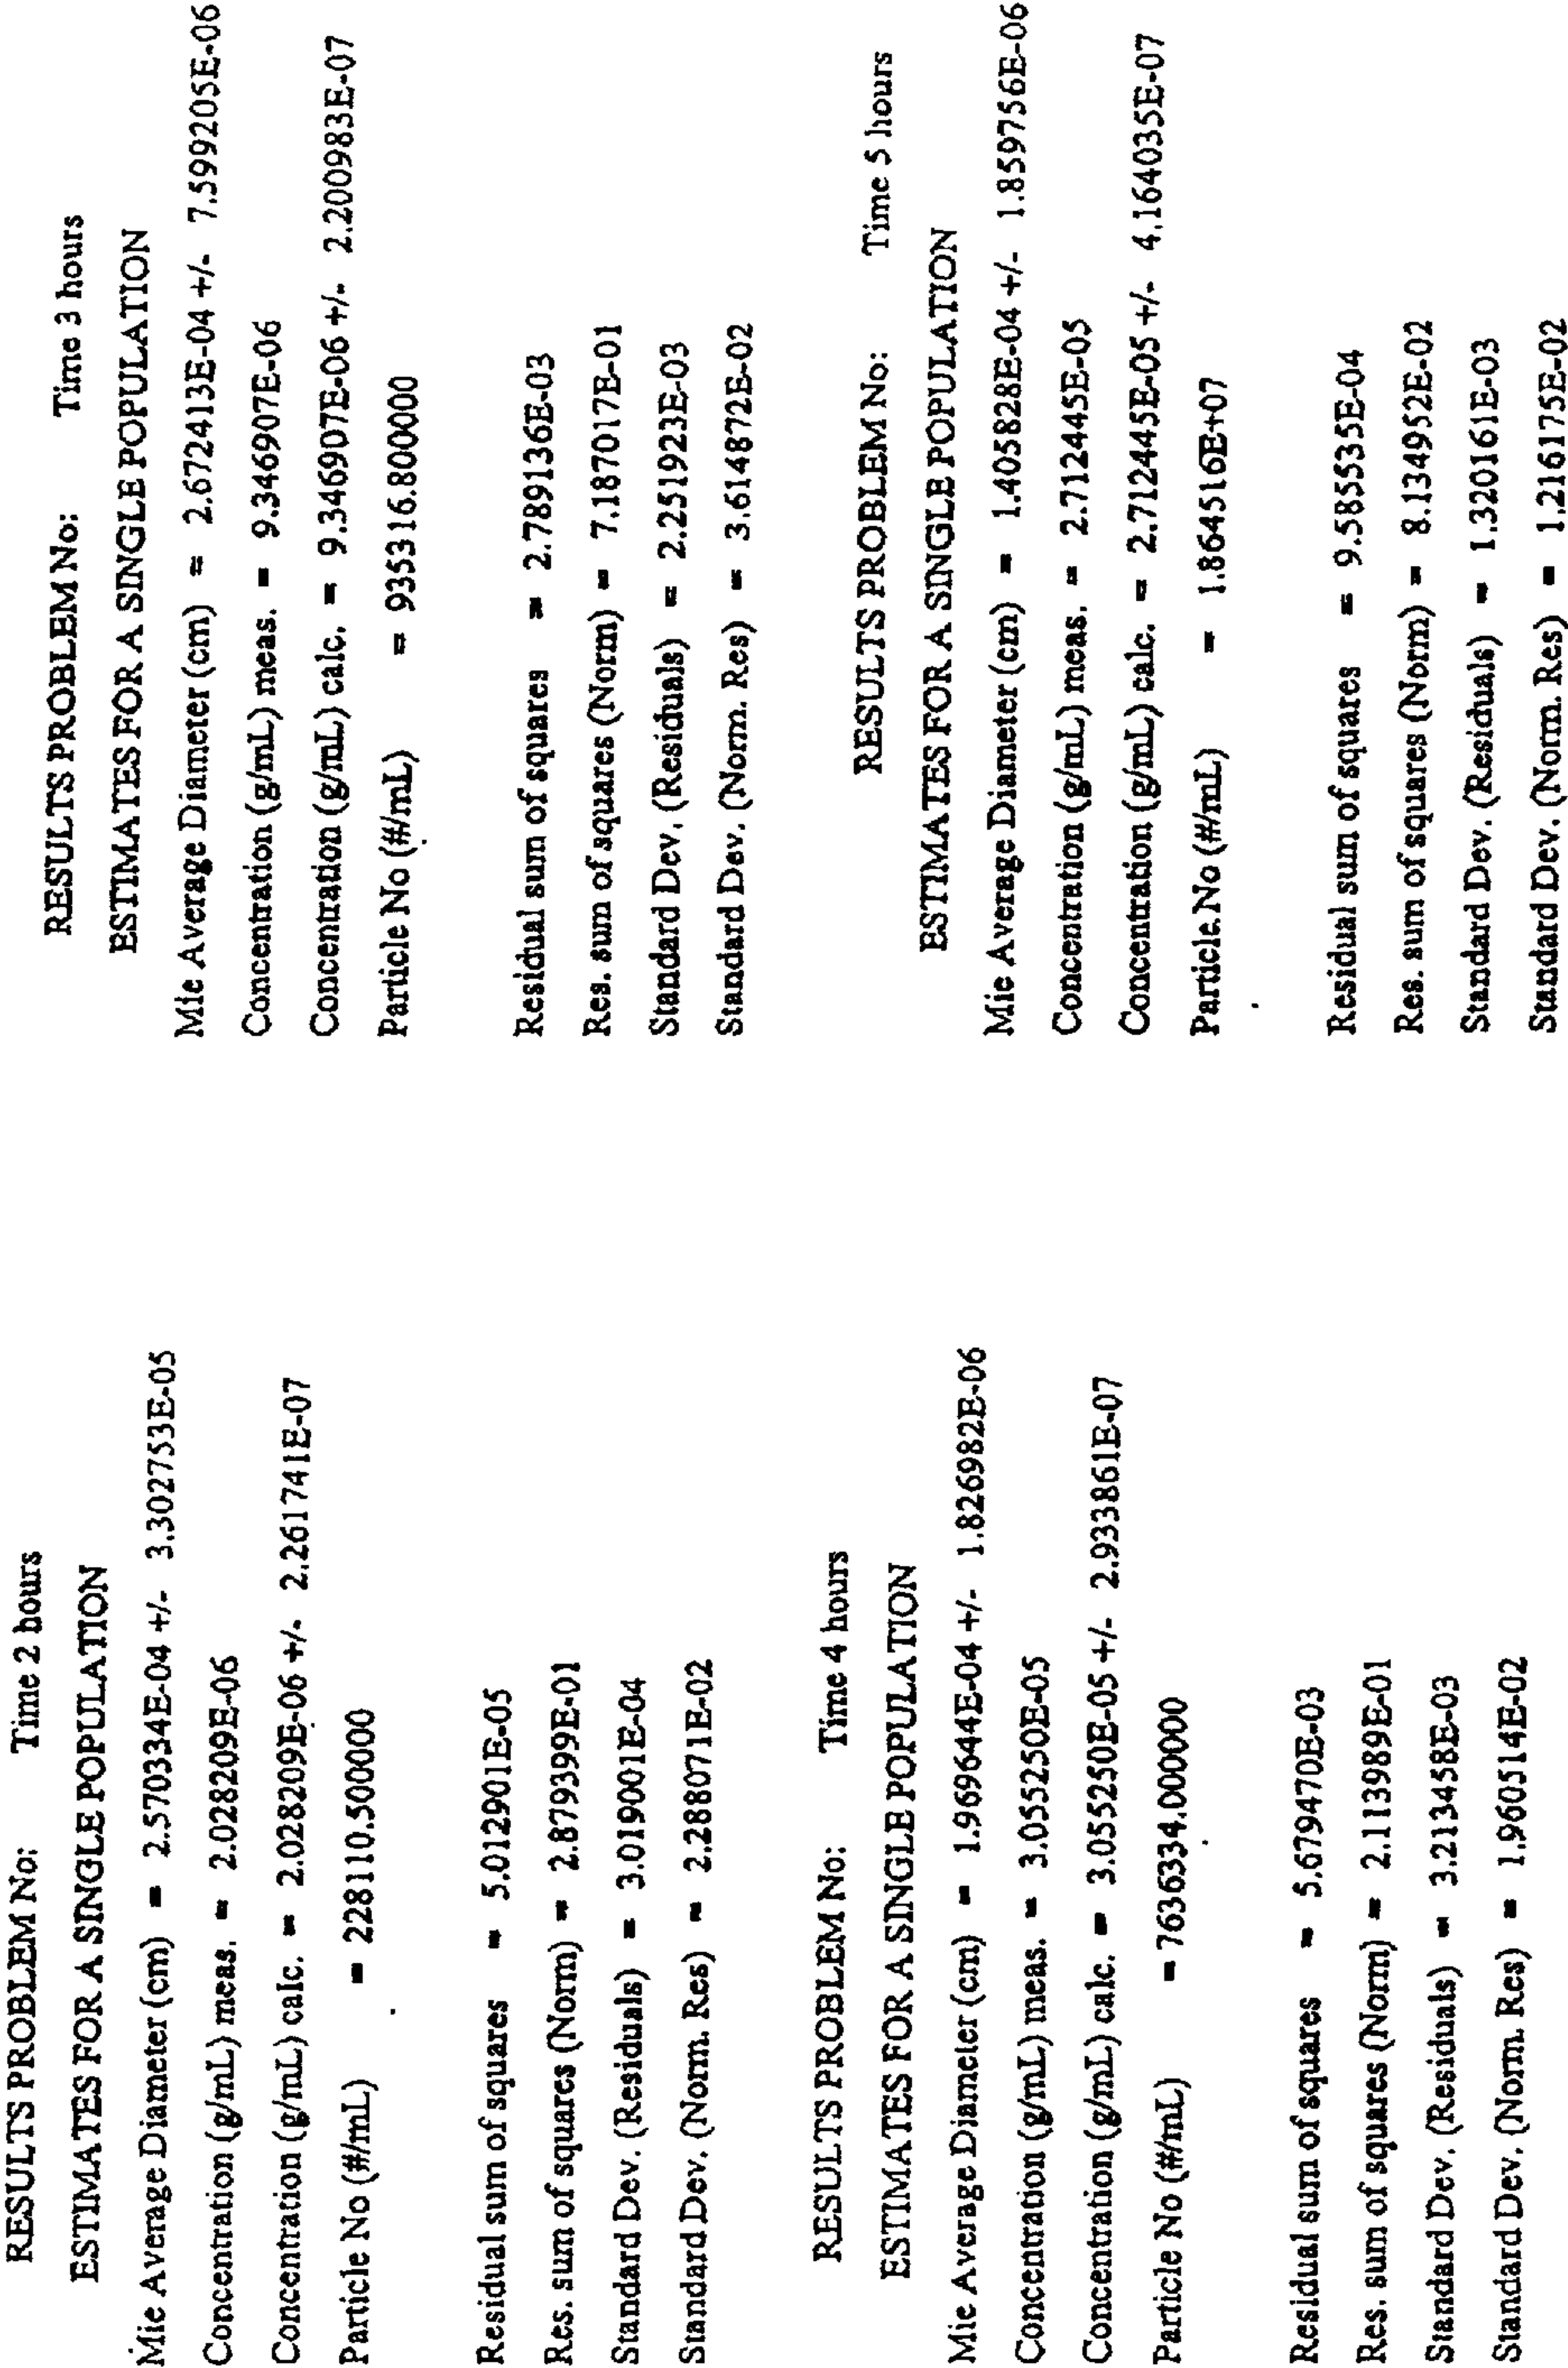 RESULTS PROBLEM No: Time 2 hours
ESTIMATES FOR A SINGLE POPULATION
Mie Average Diameter (cm) = 2.570334E-04 +/- 3.302753E-05
Concentration (g/mL) meas. = 2.028209E-06
Concentration (g/mL) calc. = 2.028209E-06 +/- 2.261741E-07
Particle No (#/mL) = 228110.500000
Residual sum of squares = 5.012901E-05
Res. sum of squares (Norm) = 2.879399E-01
Standard Dev. (Residuals) = 3.019001E-04
Standard Dev. (Norm. Res) = 2.288071E-02
RESULTS PROBLEM No: Time 3 hours
ESTIMATES FOR A SINGLE POPULATION
Mie Average Diameter (cm) = 2.672413E-04 +/- 7.599205E-06
Concentration (g/mL) meas. = 9.346907E-06
Concentration (g/mL) calc. = 9.346907E-06 +/- 2.200983E-07
Particle No (#/mL) = 935316.800000
Residual sum of squares = 2.789136E-03
Res. sum of squares (Norm) = 7.187017E-01
Standard Dev. (Residuals) = 2.251923E-03
Standard Dev. (Norm. Res) = 3.614872E-02
RESULTS PROBLEM No: Time 4 hours
ESTIMATES FOR A SINGLE POPULATION
Mie Average Diameter (cm) = 1.969644E-04 +/- 1.826982E-06
Concentration (g/mL) meas. = 3.055250E-05
Concentration (g/mL) calc. = 3.055250E-05 +/- 2.933861E-07
Particle No (#/mL) = 7636334.000000
Residual sum of squares = 5.679470E-03
Res. sum of squares (Norm) = 2.113989E-01
Standard Dev. (Residuals) = 3.213458E-03
Standard Dev. (Norm. Res) = 1.960514E-02
RESULTS PROBLEM No: Time 5 hours
ESTIMATES FOR A SINGLE POPULATION
Mie Average Diameter (cm) = 1.405828E-04 +/- 1.859756E-06
Concentration (g/mL) meas. = 2.712445E-05
Concentration (g/mL) calc. = 2.712445E-05 +/- 4.164035E-07
Particle.No (#/mL) = 1.864516E+07
Residual sum of squares = 9.585535E-04
Res. sum of squares (Norm) = 8.134952E-02
Standard Dev. (Residuals) = 1.320161E-03
Standard Dev. (Norm. Res) = 1.216175E-02